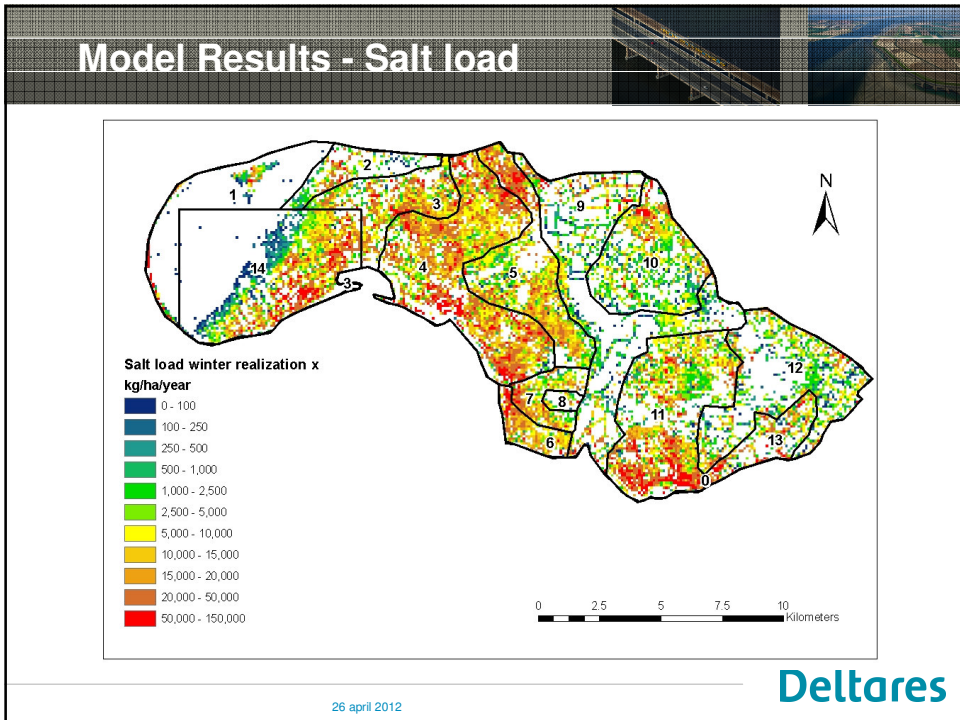 Model Results - Salt load
N
1
2
3
9
4
5
10
14
3
12
7
8
11
6
13
0
Salt load winter realization x
kg/ha/year
0 - 100
100 - 250
250 - 500
500 - 1,000
1,000 - 2,500
2,500 - 5,000
5,000 - 10,000
10,000 - 15,000
15,000 - 20,000
20,000 - 50,000
50,000 - 150,000
0 2.5 5 7.5 10
Kilometers
26 april 2012
Deltares